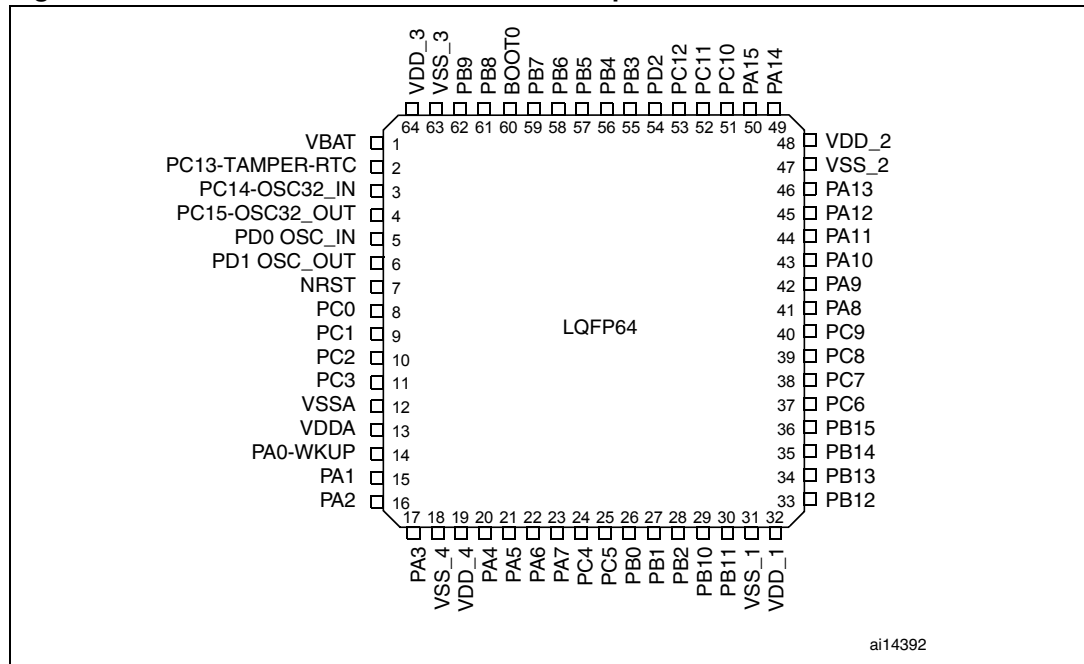 VDD_3
VSS_3
PB9
PB8
BOOT0
PB7
PB6
PB5
PB4
PB3
PD2
PC12
PC11
PC10
PA15
PA14
64 63 62 61 60 59 58 57 56 55 54 53 52 51 50 49
VBAT 1
PC13-TAMPER-RTC 2
PC14-OSC32_IN 3
PC15-OSC32_OUT 4
PD0 OSC_IN 5
PD1 OSC_OUT 6
NRST 7
PC0 8
PC1 9
PC2 10
PC3 11
VSSA 12
VDDA 13
PA0-WKUP 14
PA1 15
PA2 16
LQFP64
48 VDD_2
47 VSS_2
46 PA13
45 PA12
44 PA11
43 PA10
42 PA9
41 PA8
40 PC9
39 PC8
38 PC7
37 PC6
36 PB15
35 PB14
34 PB13
33 PB12
17 18 19 20 21 22 23 24 25 26 27 28 29 30 31 32
PA3
VSS_4
VDD_4
PA4
PA5
PA6
PA7
PC4
PC5
PB0
PB1
PB2
PB10
PB11
VSS_1
VDD_1
ai14392